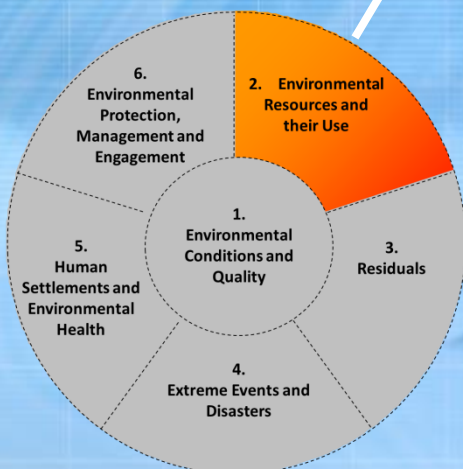 1.
Environmental
Conditions and
Quality
2. Environmental
Resources and
their Use
3.
Residuals
4.
Extreme Events and
Disasters
5.
Human
Settlements and
Environmental
Health
6.
Environmental
Protection,
Management and
Engagement